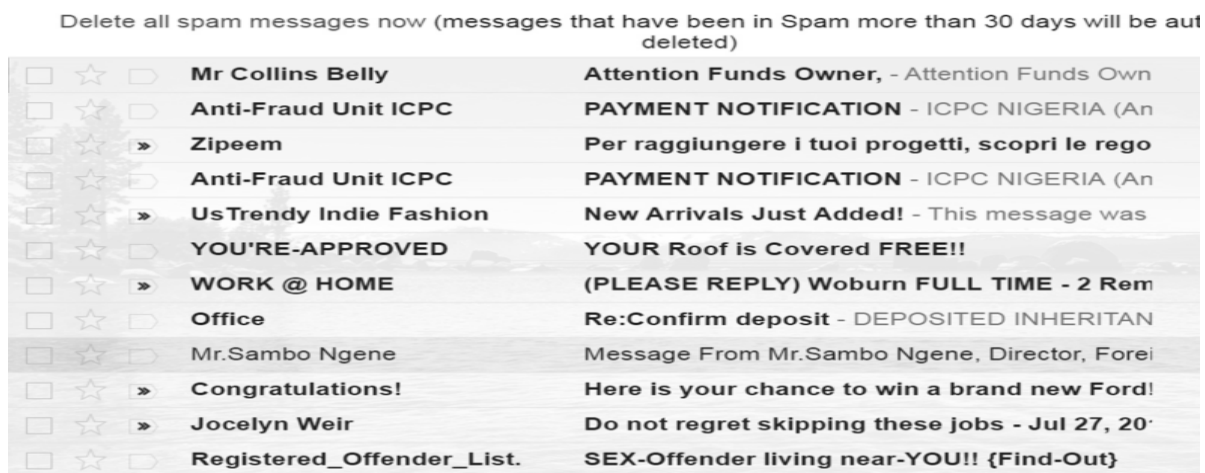 Delete all spam messages now (messages that have been in Spam more than 30 days will be aut
deleted)
Mr Collins Belly Attention Funds Owner, - Attention Funds Own
Anti-Fraud Unit ICPC PAYMENT NOTIFICATION - ICPC NIGERIA (An
» Zipeem Per raggiungere i tuoi progetti, scopri le rego
Anti-Fraud Unit ICPC PAYMENT NOTIFICATION - ICPC NIGERIA (An
» UsTrendy Indie Fashion New Arrivals Just Added! - This message was
YOU'RE-APPROVED YOUR Roof is Covered FREE!!
» WORK @ HOME (PLEASE REPLY) Woburn FULL TIME - 2 Rem
Office Re:Confirm deposit - DEPOSITED INHERITAN
Mr.Sambo Ngene Message From Mr.Sambo Ngene, Director, Forei
» Congratulations! Here is your chance to win a brand new Ford!
» Jocelyn Weir Do not regret skipping these jobs - Jul 27, 20
Registered_Offender_List. SEX-Offender living near-YOU!! {Find-Out}